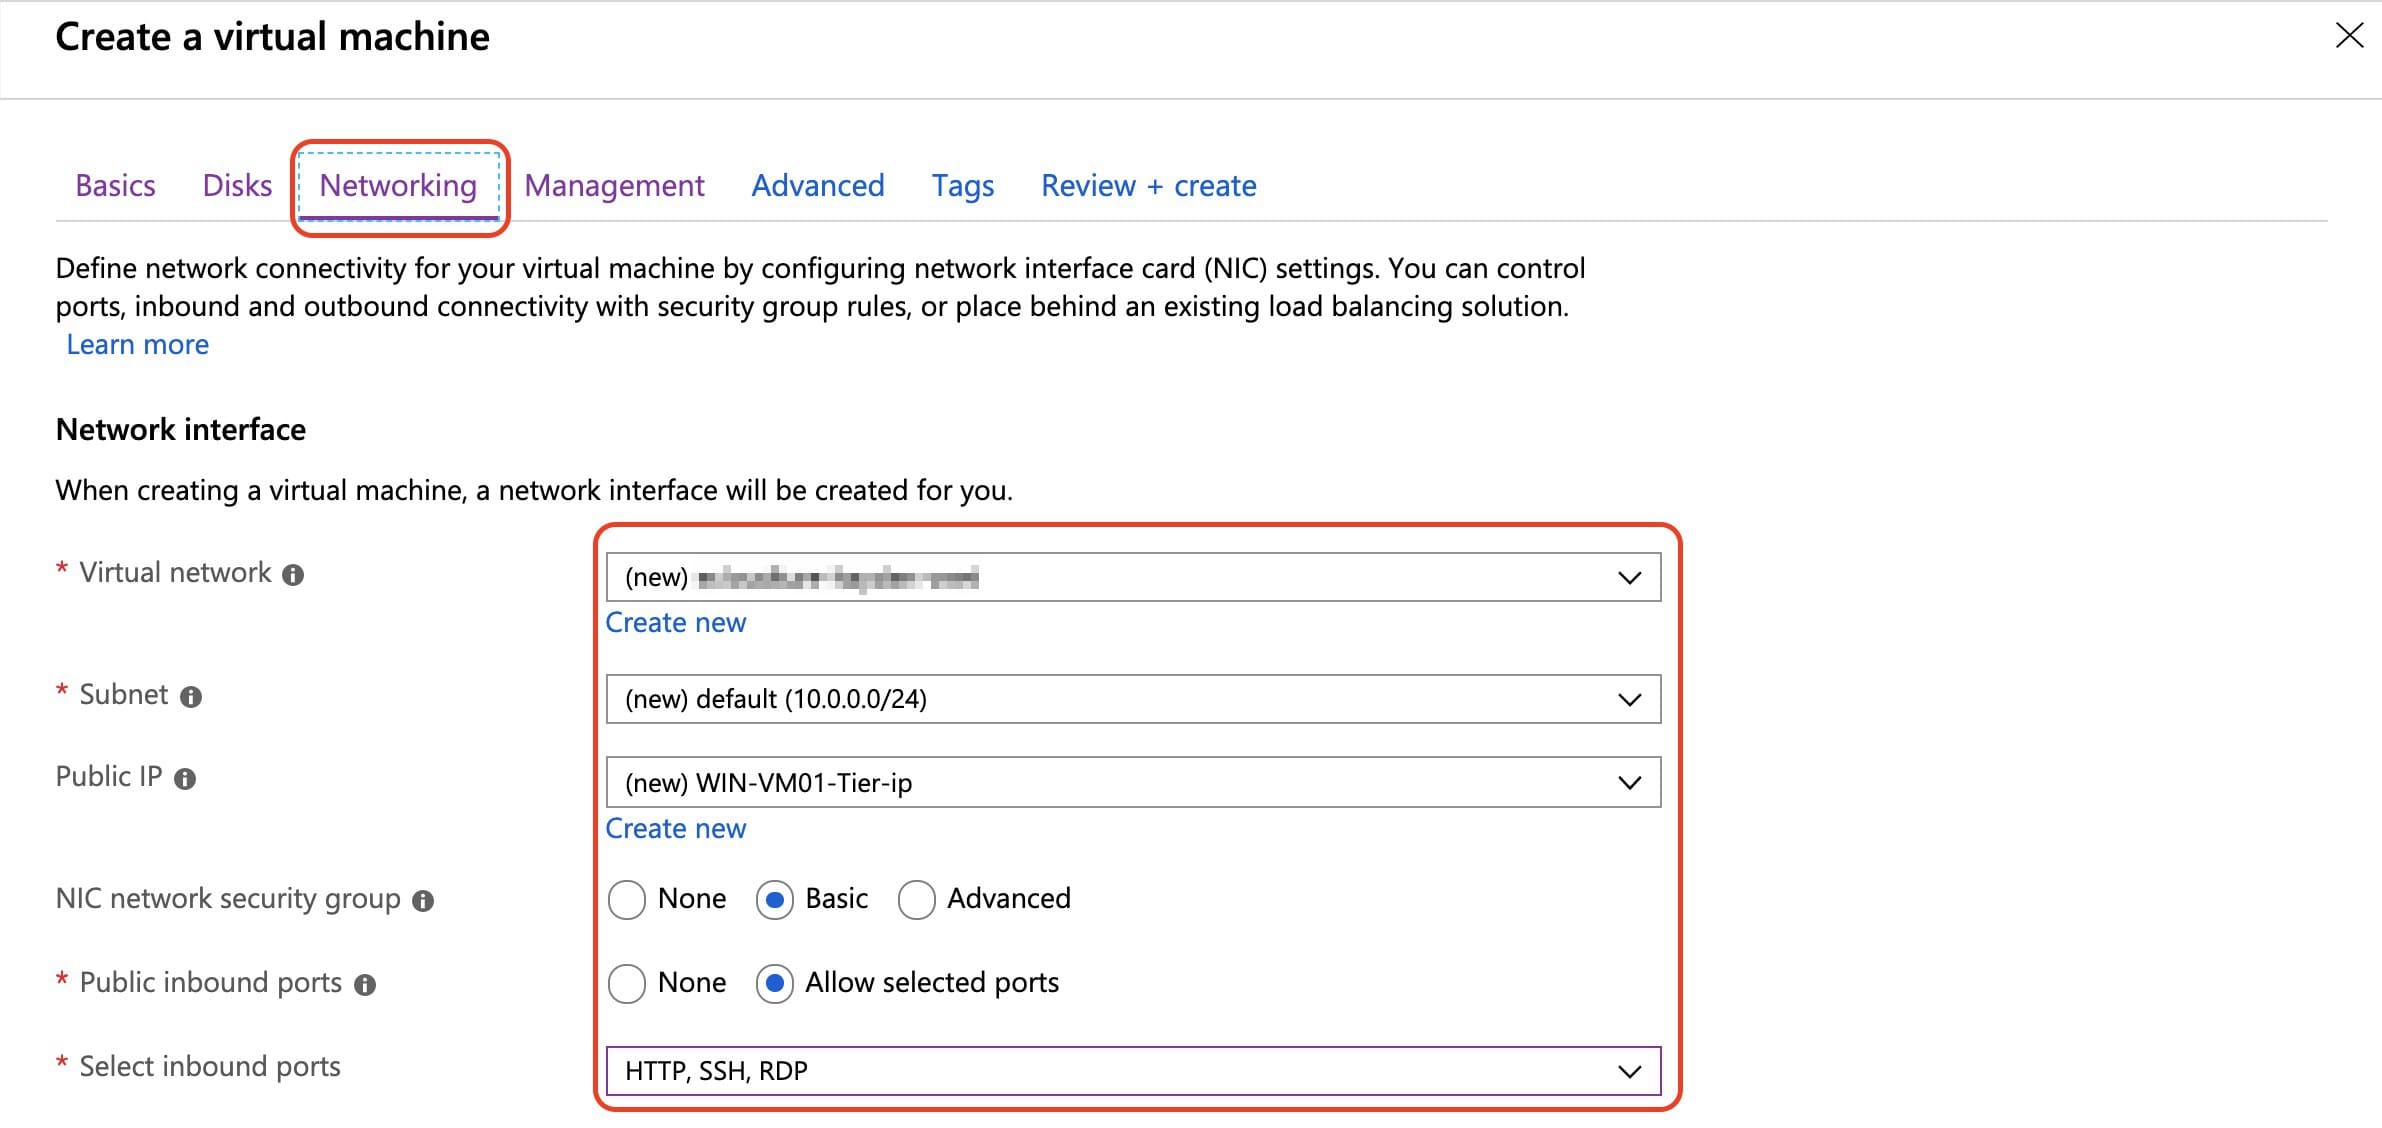 Create a virtual machine
Basics Disks Networking Management Advanced Tags Review + create
Define network connectivity for your virtual machine by configuring network interface card (NIC) settings. You can control
ports, inbound and outbound connectivity with security group rules, or place behind an existing load balancing solution.
Learn more
Network interface
When creating a virtual machine, a network interface will be created for you.
* Virtual network (new)
Create new
* Subnet (new) default (10.0.0.0/24)
Public IP (new) WIN-VM01-Tier-ip
Create new
NIC network security group None Basic Advanced
* Public inbound ports None Allow selected ports
* Select inbound ports HTTP, SSH, RDP